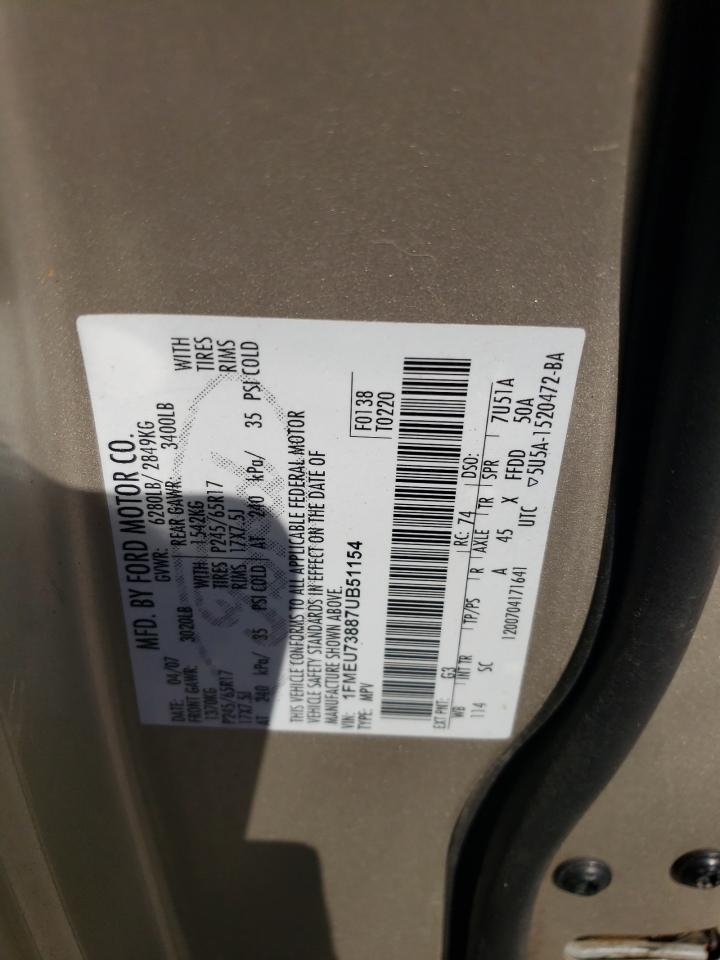 MFD. BY FORD MOTOR CO.
DATE: 04/07 GVWR: 6280LB/ 2849KG
FRONT GAWR: 3020LB REAR GAWR: 3400LB
1370KG WITH 1542KG WITH
P245/65R17 TIRES P245/65R17 TIRES
17X7.5J RIMS 17X7.5J RIMS
AT 240 kPa/ 35 PSI COLD AT 240 kPa/ 35 PSI COLD
THIS VEHICLE CONFORMS TO ALL APPLICABLE FEDERAL MOTOR
VEHICLE SAFETY STANDARDS IN EFFECT ON THE DATE OF
MANUFACTURE SHOWN ABOVE.
VIN: 1FMEU73887UB51154 F0138
TYPE: MPV T0220
EXT PNT: G3 RC: 74 DSO:
WB INT TR TP/PS R AXLE TR SPR 7U51A
114 SC A 45 X FFDD 50A
1200704171641 UTC ▽5U5A-1520472-BA